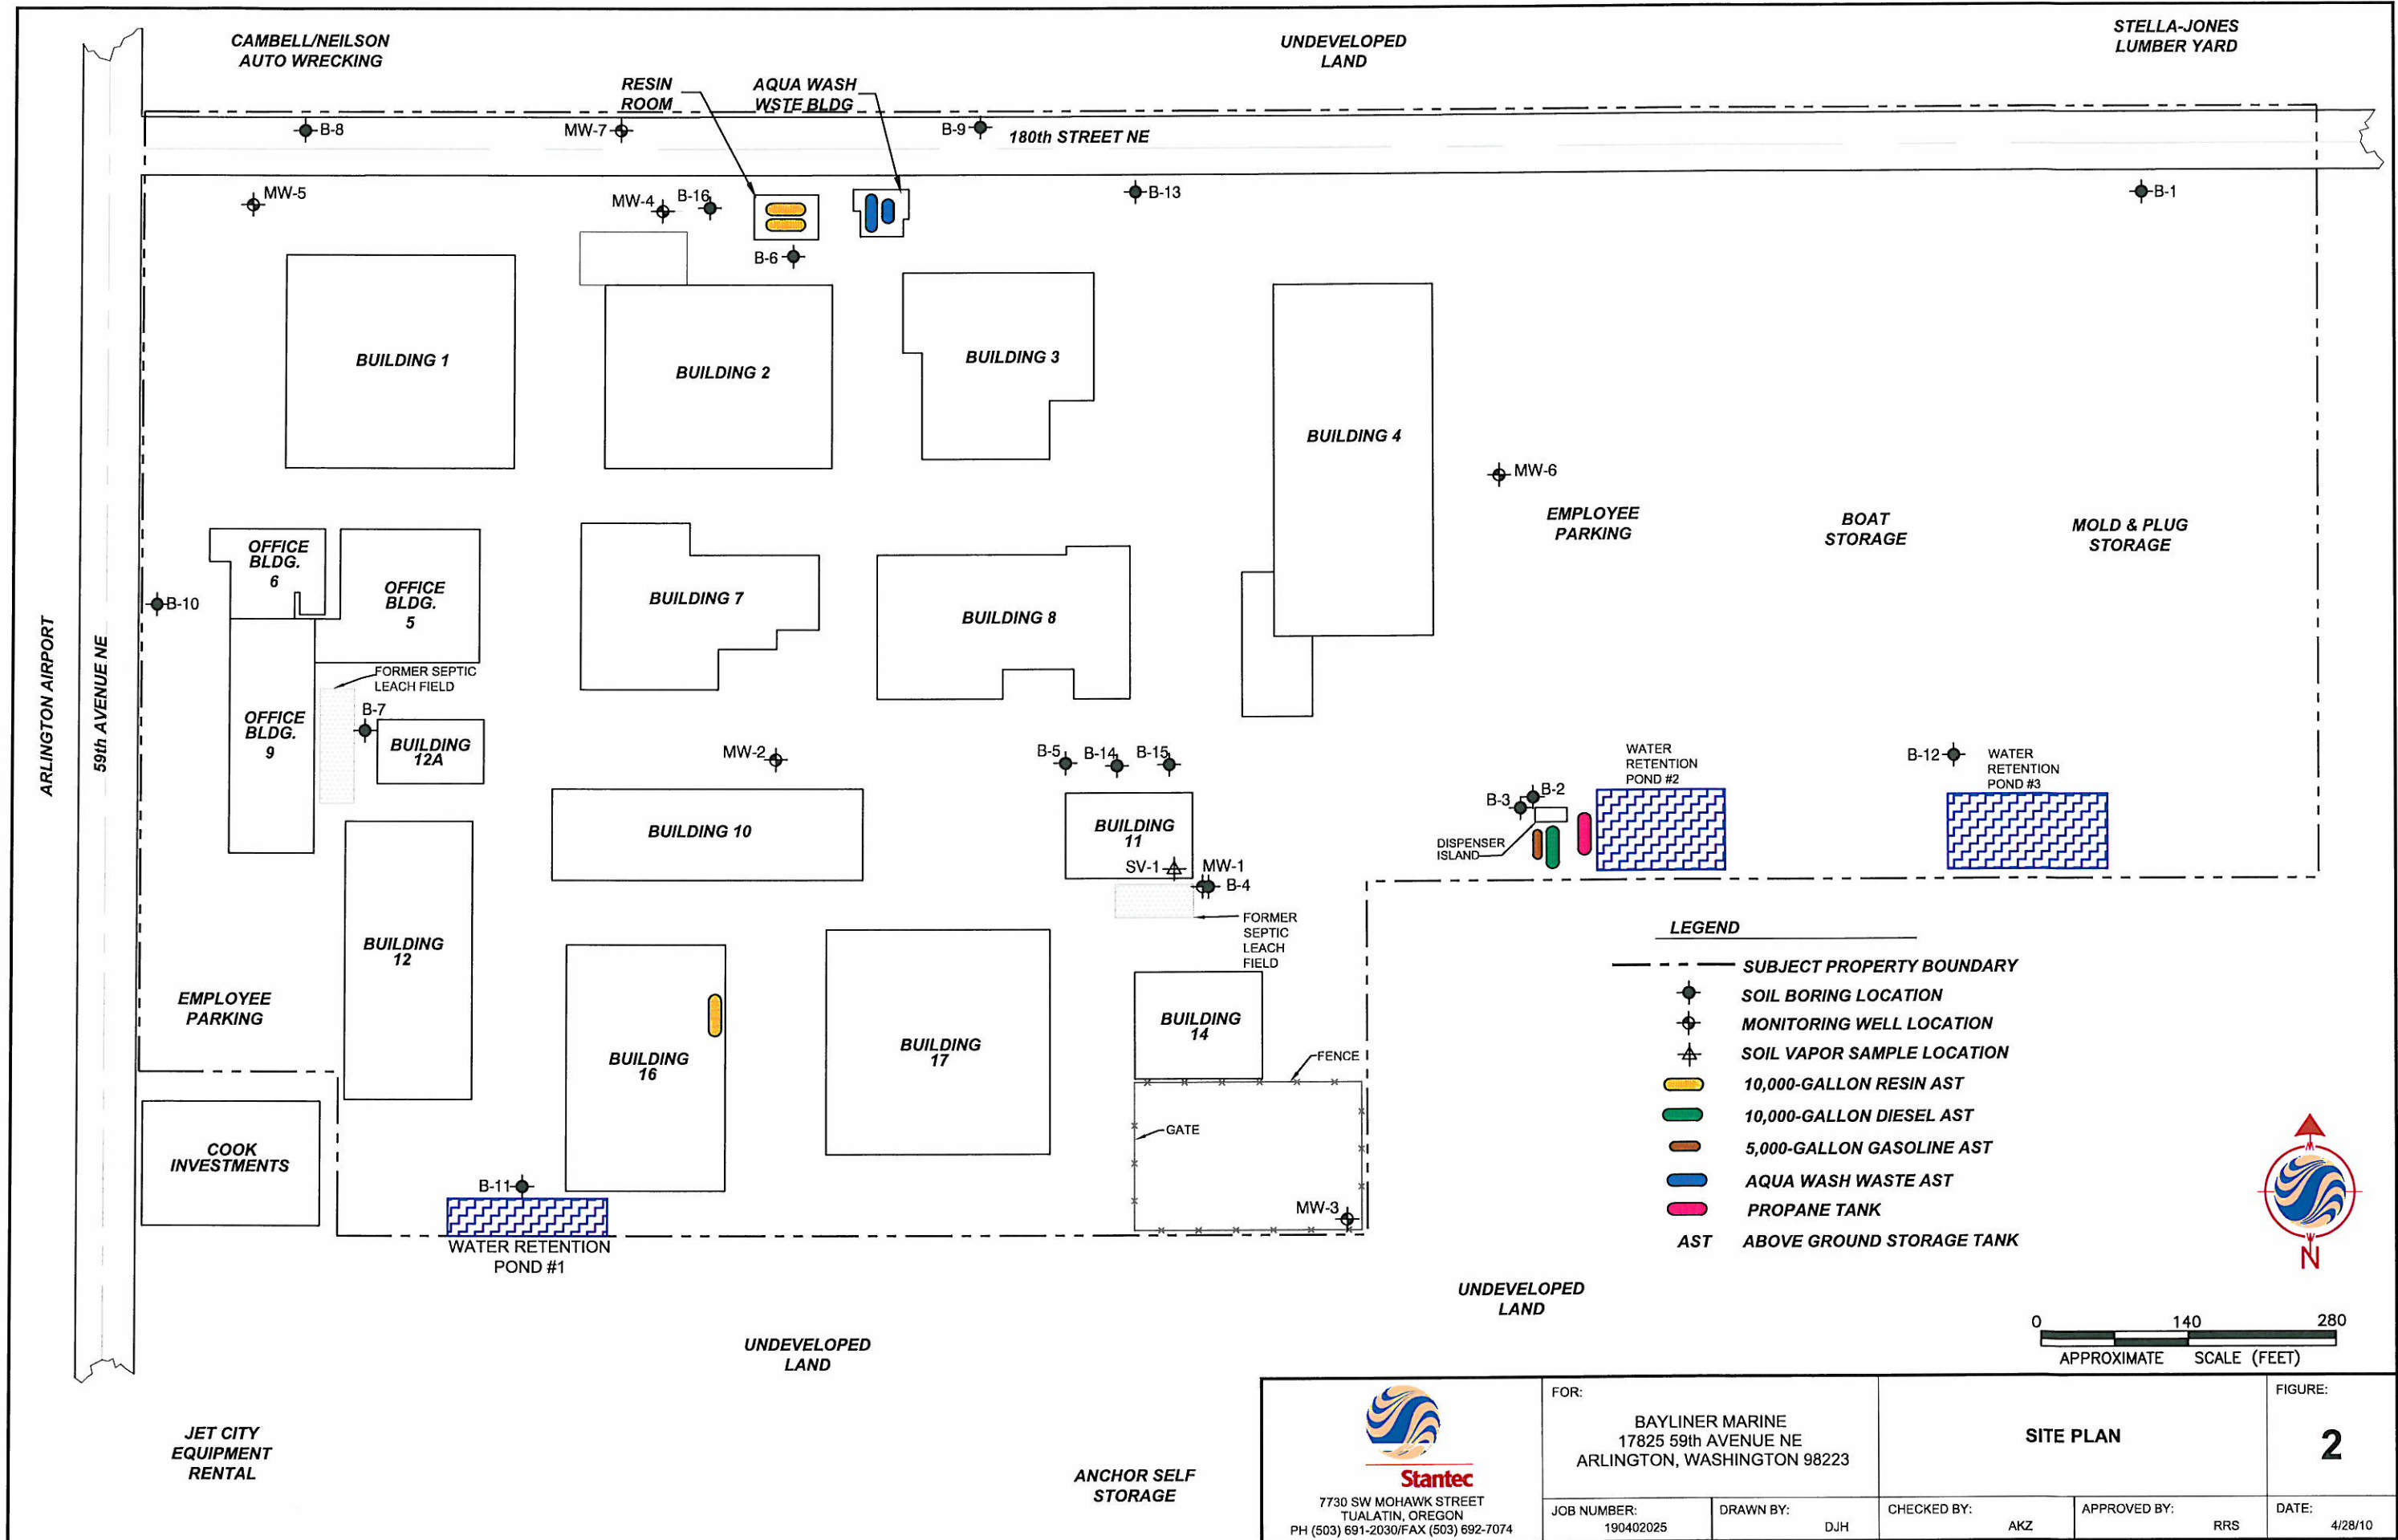 CAMBELL/NEILSON
AUTO WRECKING
UNDEVELOPED
LAND
STELLA-JONES
LUMBER YARD
RESIN
ROOM
AQUA WASH
WSTE BLDG
B-8
MW-7
B-9
180th STREET NE
MW-5
MW-4
B-16
B-13
B-1
B-6
BUILDING 1
BUILDING 2
BUILDING 3
BUILDING 4
MW-6
EMPLOYEE
PARKING
BOAT
STORAGE
MOLD & PLUG
STORAGE
OFFICE
BLDG.
6
OFFICE
BLDG.
5
B-10
BUILDING 7
BUILDING 8
ARLINGTON AIRPORT
59th AVENUE NE
FORMER SEPTIC
LEACH FIELD
B-7
OFFICE
BLDG.
9
BUILDING
12A
MW-2
B-5
B-14
B-15
WATER
RETENTION
POND #2
B-12
WATER
RETENTION
POND #3
B-3
B-2
DISPENSER
ISLAND
BUILDING 10
BUILDING
11
SV-1
MW-1
B-4
FORMER
SEPTIC
LEACH
FIELD
BUILDING
12
EMPLOYEE
PARKING
BUILDING
16
BUILDING
17
BUILDING
14
FENCE
GATE
COOK
INVESTMENTS
B-11
MW-3
WATER RETENTION
POND #1
LEGEND
SUBJECT PROPERTY BOUNDARY
SOIL BORING LOCATION
MONITORING WELL LOCATION
SOIL VAPOR SAMPLE LOCATION
10,000-GALLON RESIN AST
10,000-GALLON DIESEL AST
5,000-GALLON GASOLINE AST
AQUA WASH WASTE AST
PROPANE TANK
AST ABOVE GROUND STORAGE TANK
N
UNDEVELOPED
LAND
UNDEVELOPED
LAND
0 140 280
APPROXIMATE SCALE (FEET)
JET CITY
EQUIPMENT
RENTAL
ANCHOR SELF
STORAGE
Stantec
7730 SW MOHAWK STREET
TUALATIN, OREGON
PH (503) 691-2030/FAX (503) 692-7074
FOR:
BAYLINER MARINE
17825 59th AVENUE NE
ARLINGTON, WASHINGTON 98223
SITE PLAN
FIGURE:
2
JOB NUMBER:
190402025
DRAWN BY:
DJH
CHECKED BY:
AKZ
APPROVED BY:
RRS
DATE:
4/28/10